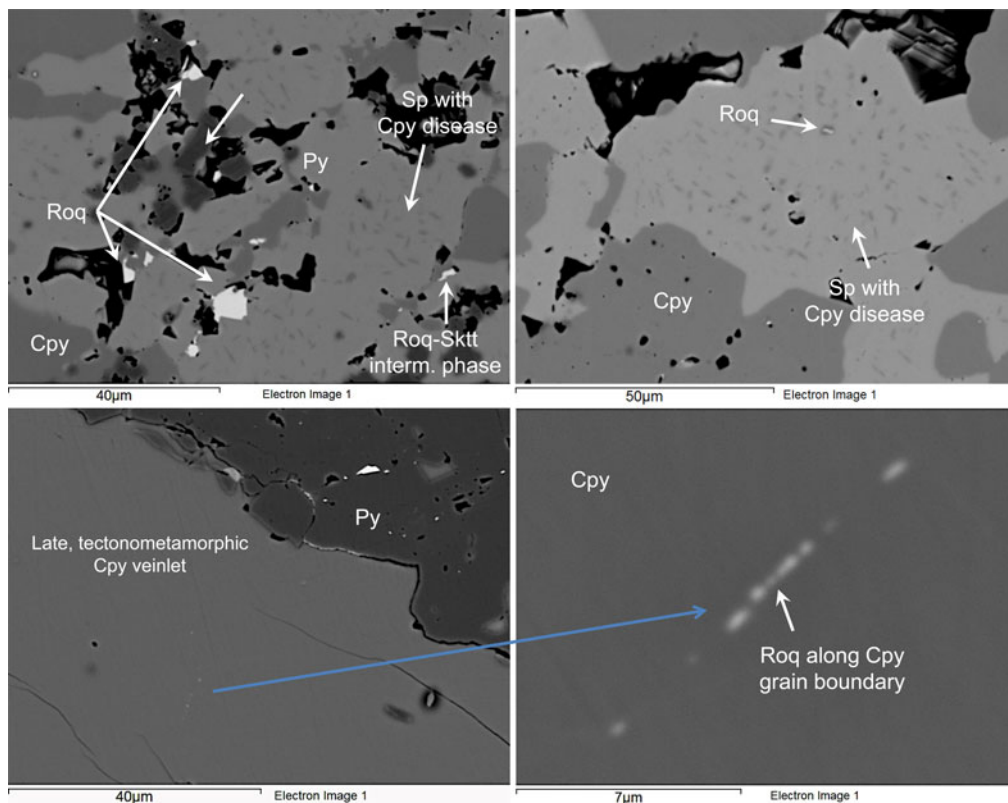 Sp with
Cpy disease
Py
Roq
Cpy
Roq-Sktt
interm. phase
40µm
Electron Image 1
Roq
Sp with
Cpy disease
Cpy
50µm
Electron Image 1
Py
Late, tectonometamorphic
Cpy veinlet
40µm
Electron Image 1
Cpy
Roq along Cpy
grain boundary
7µm
Electron Image 1